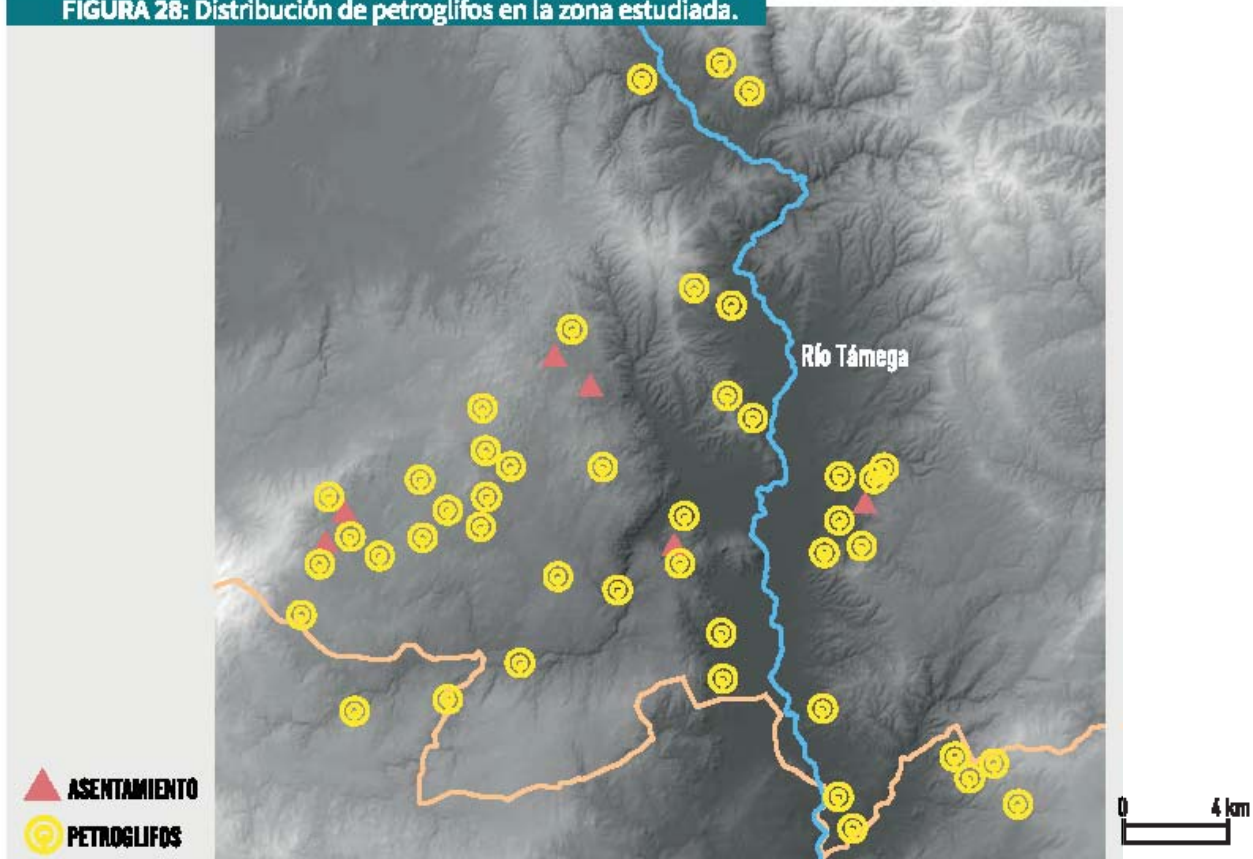 FIGURA 28: Distribución de petroglifos en la zona estudiada.
Río Támega
ASENTAMIENTO
PETROGLIFOS
0 4 km